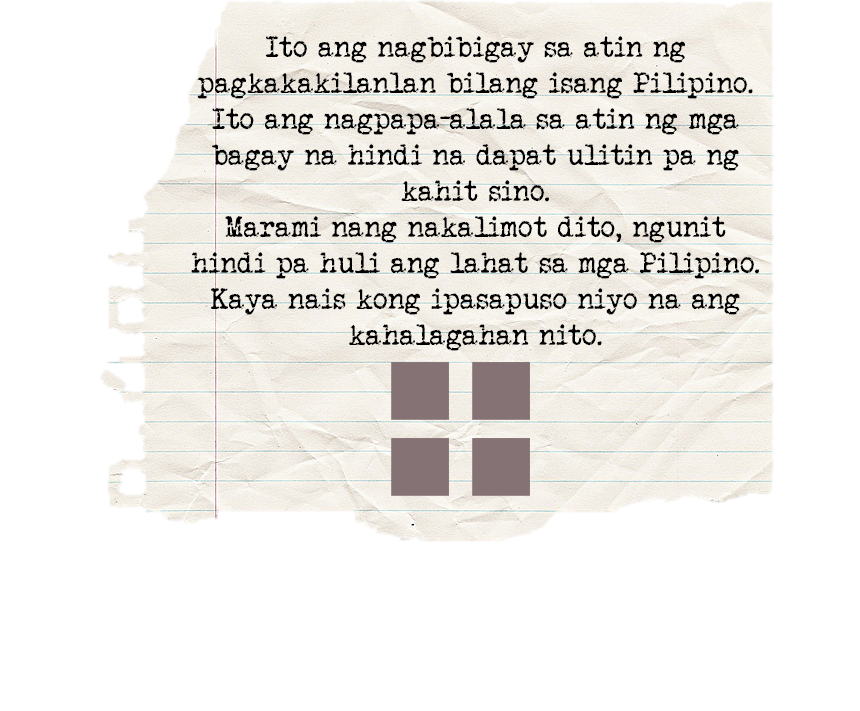 Ito ang nagbibigay sa atin ng
pagkakakilanlan bilang isang Pilipino.
Ito ang nagpapa-alala sa atin ng mga
bagay na hindi na dapat ulitin pa ng
kahit sino.
Marami nang nakalimot dito, ngunit
hindi pa huli ang lahat sa mga Pilipino.
Kaya nais kong ipasapuso niyo na ang
kahalagahan nito.